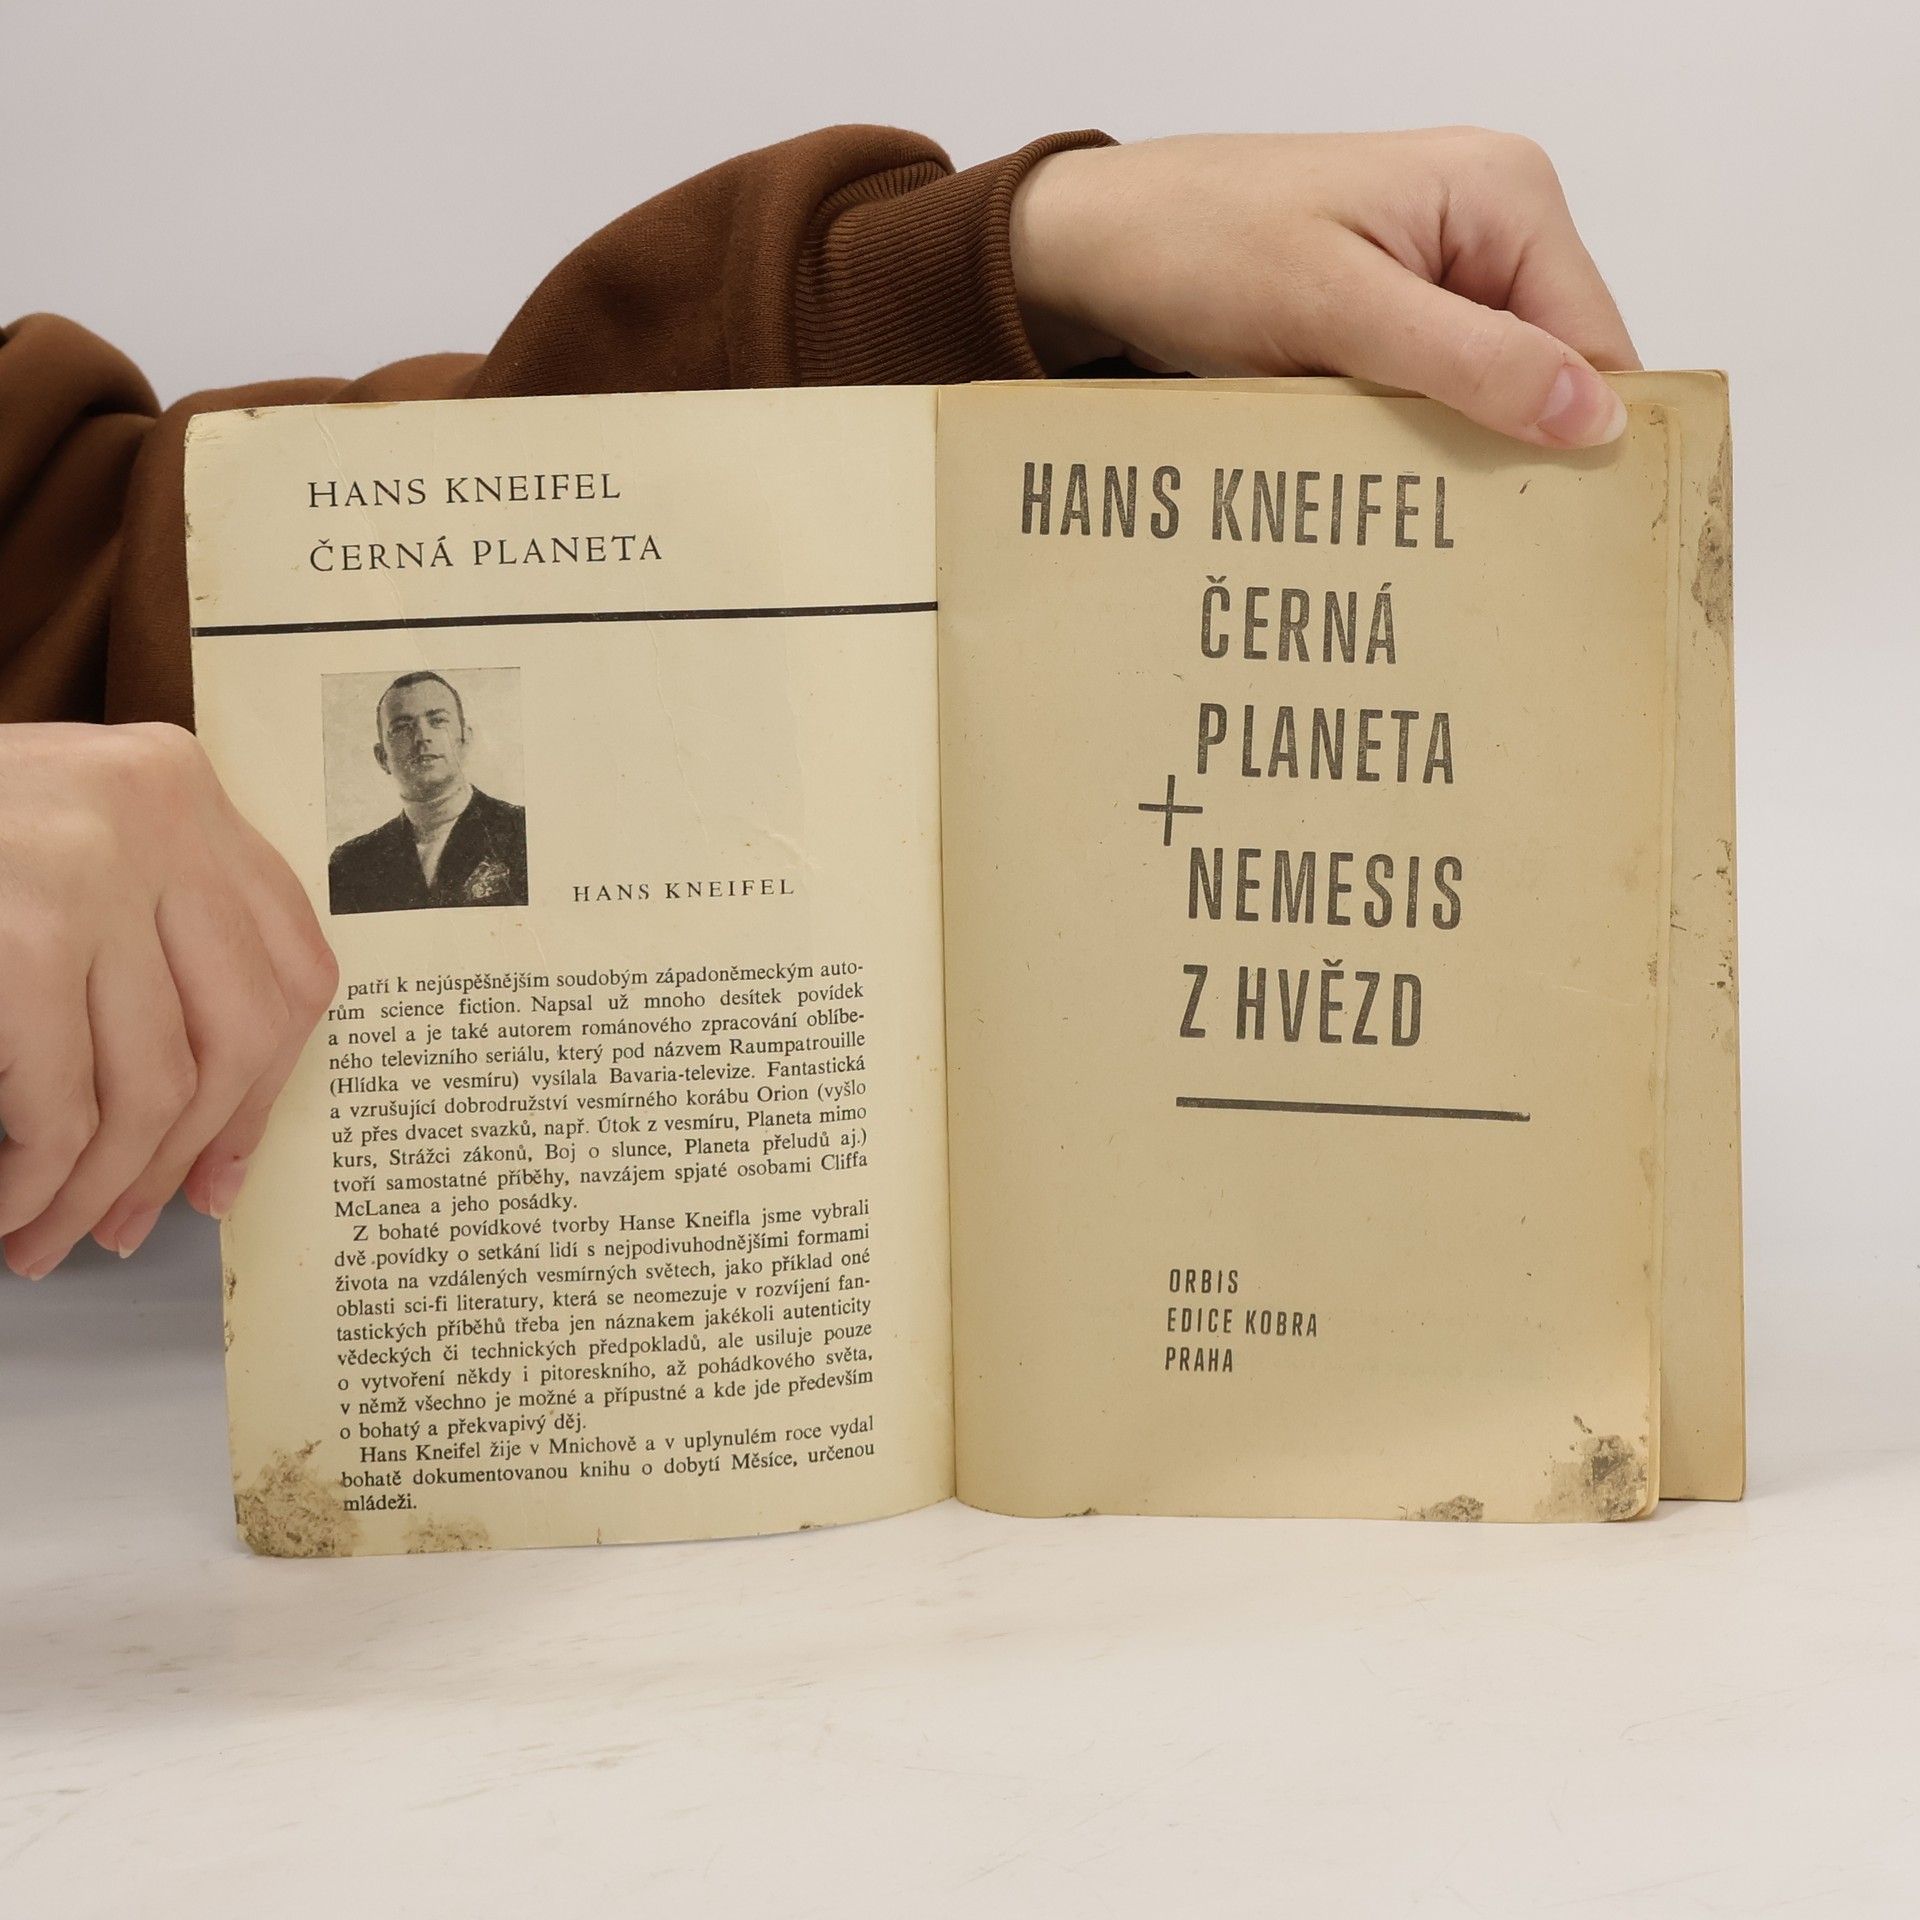 HANS KNEIFEL
ČERNÁ PLANETA
HANS KNEIFEL
patří k nejúspěšnějším soudobým západoněmeckým auto-
rům science fiction. Napsal už mnoho desítek povídek
a novel a je také autorem románového zpracování oblíbe-
ného televizního seriálu, který pod názvem Raumpatrouille
(Hlídka ve vesmíru) vysílala Bavaria-televize. Fantastická
a vzrušující dobrodružství vesmírného korábu Orion (vyšlo
už přes dvacet svazků, např. Útok z vesmíru, Planeta mimo
kurs, Strážci zákonů, Boj o slunce, Planeta přeludů aj.)
tvoří samostatné příběhy, navzájem spjaté osobami Cliffa
McLanea a jeho posádky.
Z bohaté povídkové tvorby Hanse Kneifla jsme vybrali
dvě povídky o setkání lidí s nejpodivuhodnějšími formami
života na vzdálených vesmírných světech, jako příklad oné
oblasti sci-fi literatury, která se neomezuje v rozvíjení fan-
tastických příběhů třeba jen náznakem jakékoli autenticity
vědeckých či technických předpokladů, ale usiluje pouze
o vytvoření někdy i pitoreskního, až pohádkového světa,
v němž všechno je možné a přípustné a kde jde především
o bohatý a překvapivý děj.
Hans Kneifel žije v Mnichově a v uplynulém roce vydal
bohatě dokumentovanou knihu o dobytí Měsíce, určenou
mládeži.
HANS KNEIFEL
ČERNÁ
PLANETA
+
NEMESIS
Z HVĚZD
ORBIS
EDICE KOBRA
PRAHA